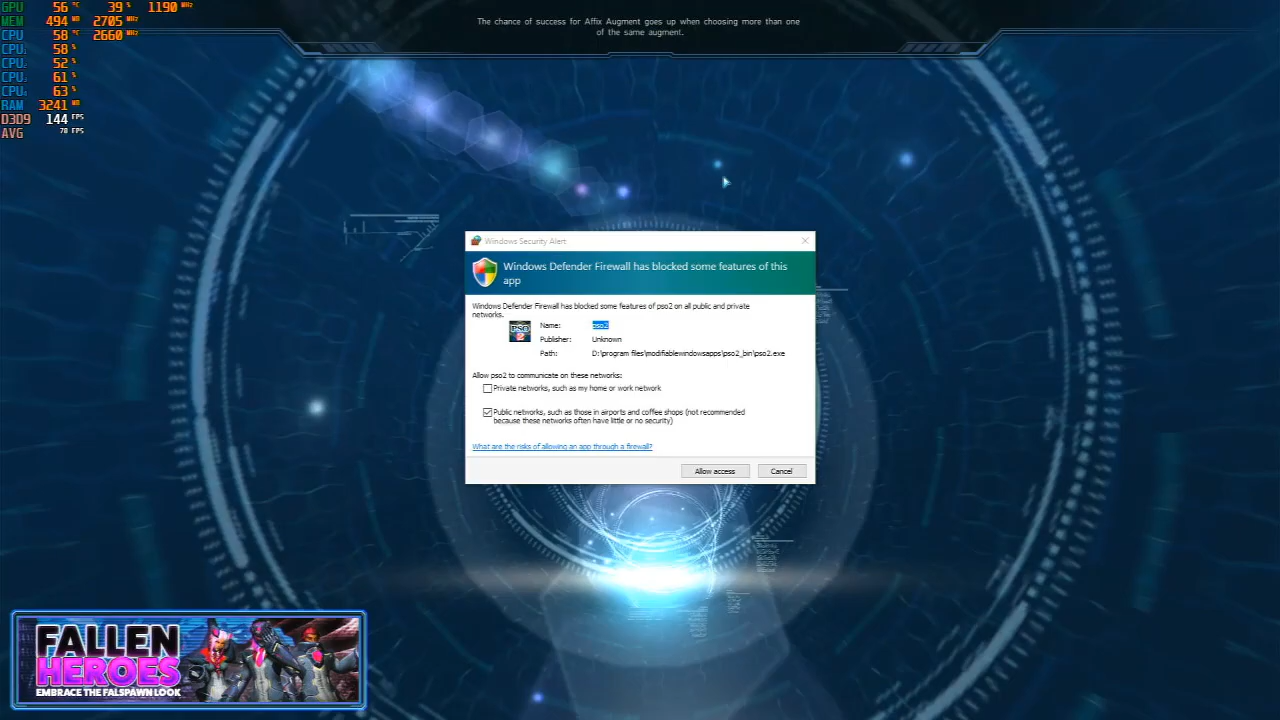 GPU 56 °C 39 % 1190 MHz
MEM 494 MB 2705 MHz
CPU 58 °C 2660 MHz
CPU 58 %
CPU 52 %
CPU 61 %
CPU 63 %
RAM 3241 MB
D3D9 144 FPS
AVG 78 FPS
The chance of success for Affix Augment goes up when choosing more than one
of the same augment.
Windows Security Alert
Windows Defender Firewall has blocked some features of this
app
Windows Defender Firewall has blocked some features of pso2 on all public and private
networks.
Name: pso2
Publisher: Unknown
Path: D:\program files\modifiablewindowsapps\pso2_bin\pso2.exe
Allow pso2 to communicate on these networks:
Private networks, such as my home or work network
Public networks, such as those in airports and coffee shops (not recommended
because these networks often have little or no security)
What are the risks of allowing an app through a firewall?
Allow access Cancel
FALLEN
HEROES
EMBRACE THE FALSPAWN LOOK